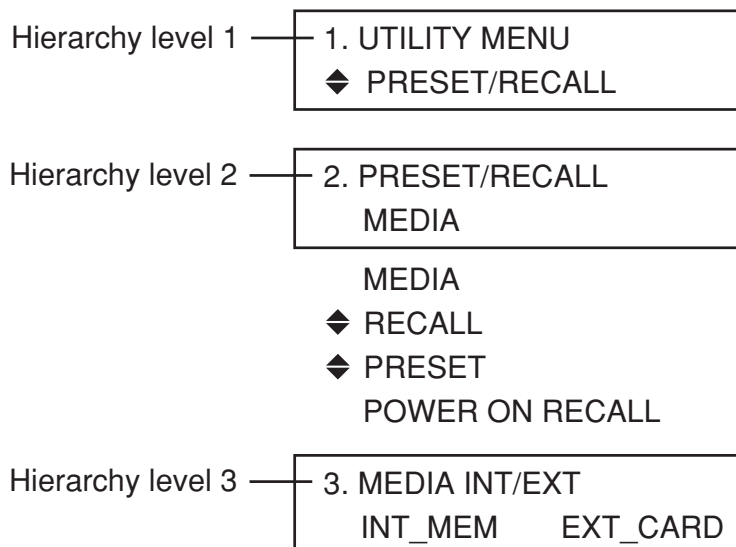 Hierarchy level 1
1. UTILITY MENU
PRESET/RECALL
Hierarchy level 2
2. PRESET/RECALL
MEDIA
MEDIA
RECALL
PRESET
POWER ON RECALL
Hierarchy level 3
3. MEDIA INT/EXT
INT_MEM EXT_CARD